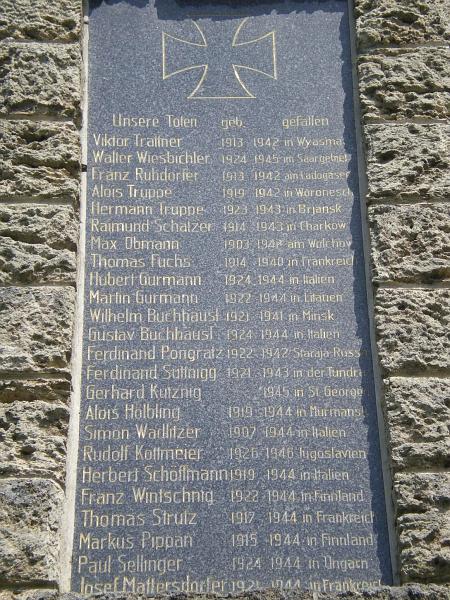 Unsere Toten geb. gefallen
Viktor Trattner 1913 1942 in Wyasma
Walter Wiesbichler 1924 1945 im Saargebiet
Franz Ruhdorfer 1913 1942 am Ladogasee
Alois Truppe 1919 1942 in Woronesch
Hermann Truppe 1923 1943 in Brjansk
Raimund Schatzer 1914 1943 in Charkow
Max Obmann 1903 1942 am Wolchow
Thomas Fuchs 1914 1940 in Frankreich
Hubert Gurmann 1924 1944 in Italien
Martin Gurmann 1922 1944 in Litauen
Wilhelm Buchhäusl 1921 1941 in Minsk
Gustav Buchhäusl 1924 1944 in Italien
Ferdinand Pongratz 1922 1942 Staraja Russa
Ferdinand Sulinigg 1921 1943 in der Tundra
Gerhard Kutznig 1945 in St. George
Alois Hölbling 1919 1944 in Murmansk
Simon Wadlitzer 1907 1944 in Italien
Rudolf Kottmeier 1926 1946 Jugoslavien
Herbert Schöffmann 1919 1944 in Italien
Franz Wintschnig 1922 1944 in Finnland
Thomas Strutz 1917 1944 in Frankreich
Markus Pippan 1915 1944 in Finnland
Paul Sellinger 1924 1944 in Ungarn
Josef Mattersdorfer 1921 1944 in Frankreich